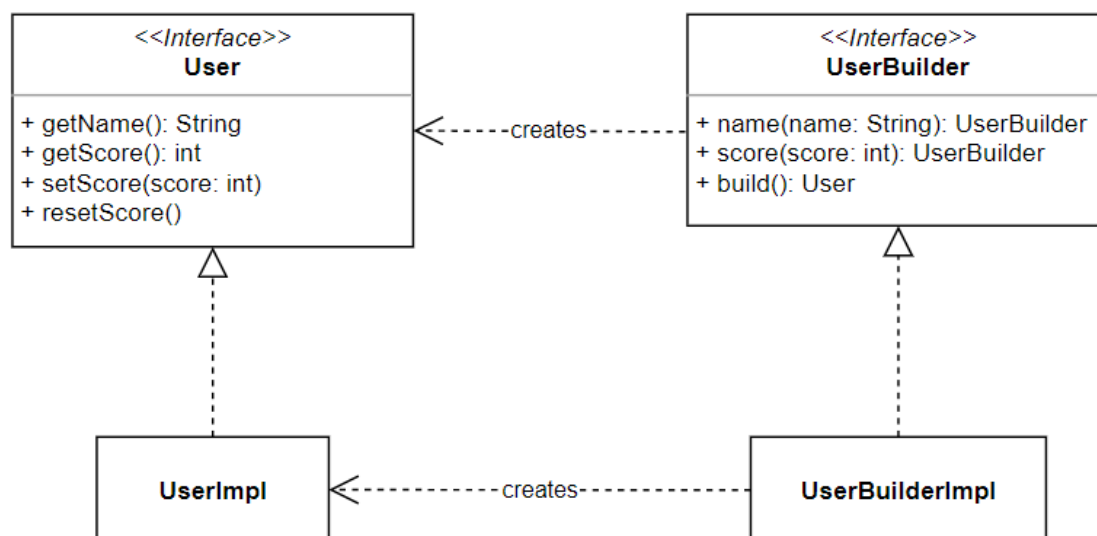 <<Interface>>
User
+ getName(): String
+ getScore(): int
+ setScore(score: int)
+ resetScore()
creates
<<Interface>>
UserBuilder
+ name(name: String): UserBuilder
+ score(score: int): UserBuilder
+ build(): User
UserImpl
creates
UserBuilderImpl